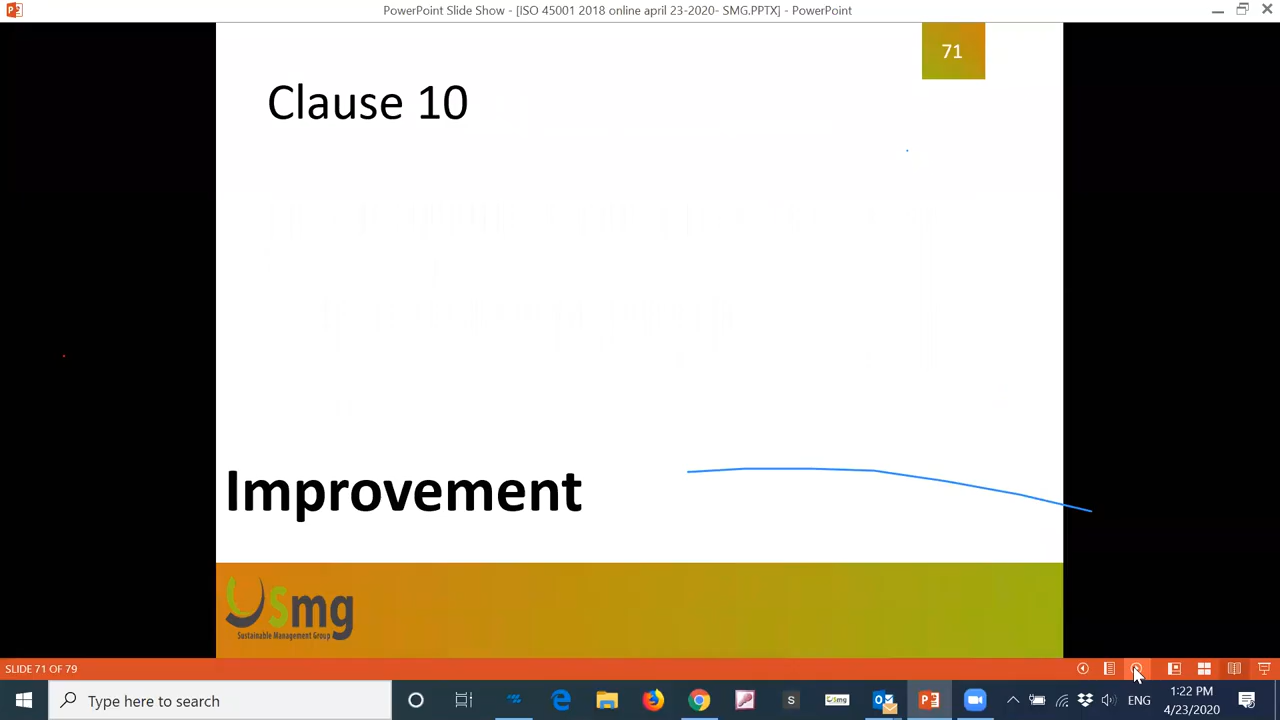 PowerPoint Slide Show - [ISO 45001 2018 online april 23-2020- SMG.PPTX] - PowerPoint
71
Clause 10
Improvement
Smg
Sustainable Management Group
SLIDE 71 OF 79
Type here to search
S
Smg
ENG
1:22 PM
4/23/2020